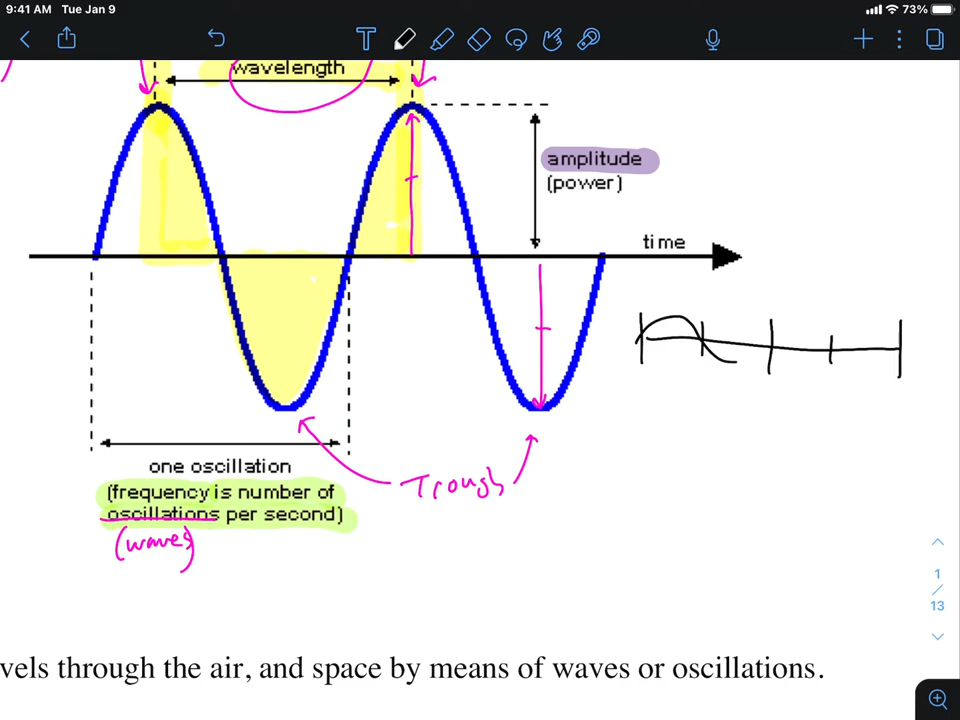 9:41 AM Tue Jan 9
73%
wavelength
amplitude
(power)
time
one oscillation
(frequency is number of
oscillations per second)
(waves)
Trough
1
/
13
vels through the air, and space by means of waves or oscillations.